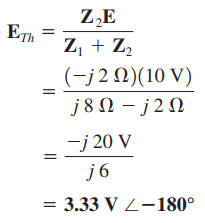 E_Th = Z₂E / (Z₁ + Z₂)
= (−j 2 Ω)(10 V) / (j 8 Ω − j 2 Ω)
= −j 20 V / j 6
= 3.33 V ∠−180°